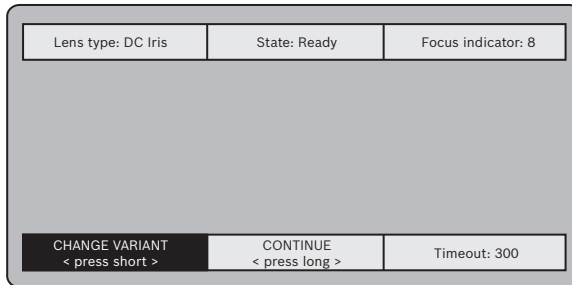 Lens type: DC Iris
State: Ready
Focus indicator: 8
CHANGE VARIANT
< press short >
CONTINUE
< press long >
Timeout: 300